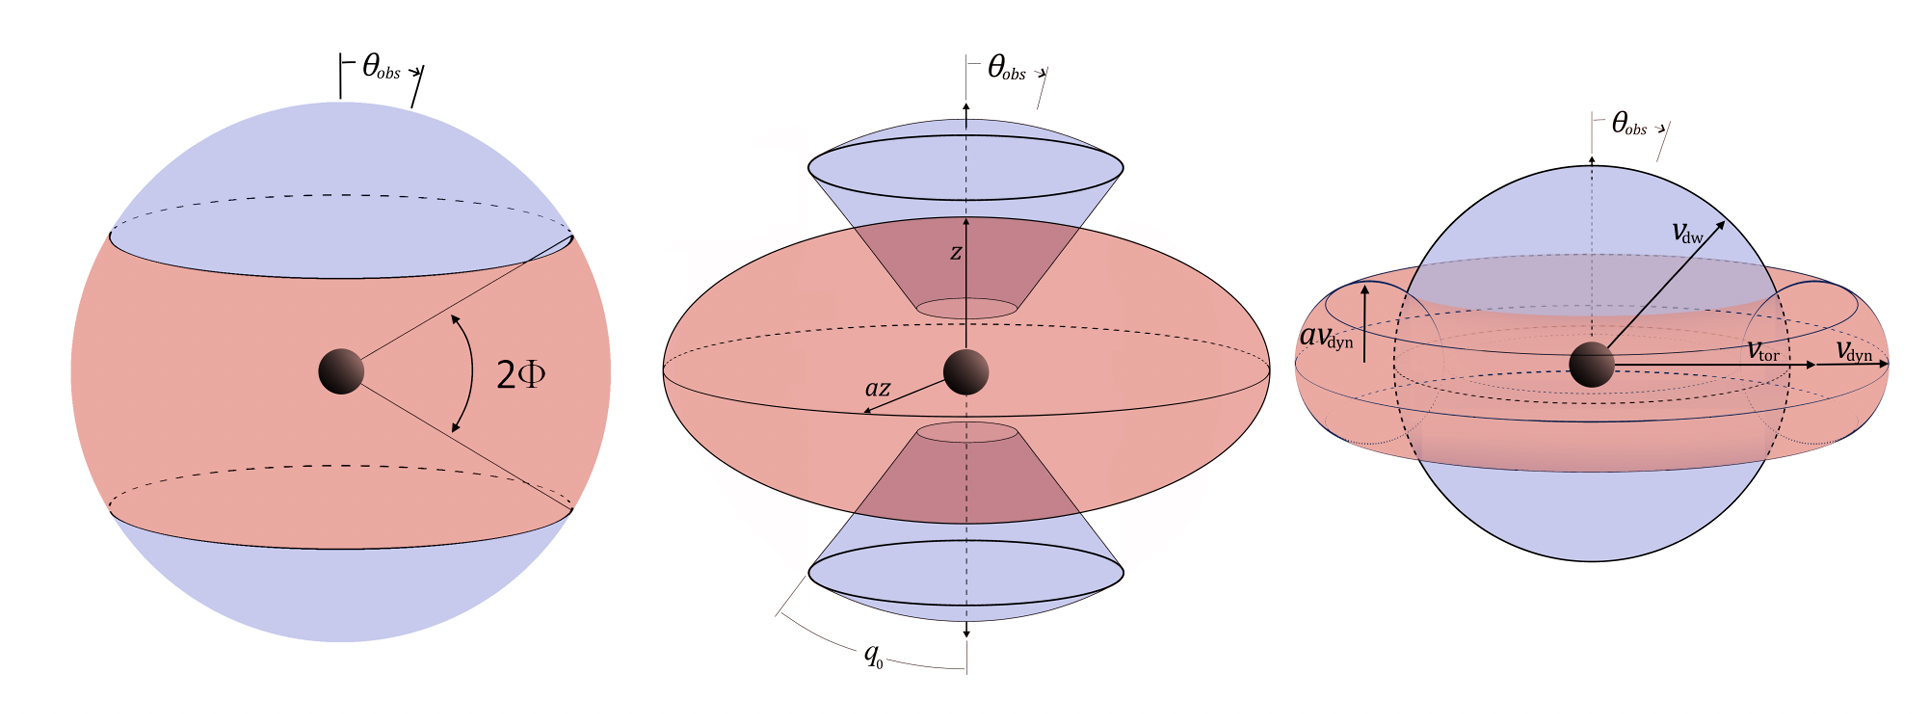 θobs
2Φ
θobs
z
az
q0
θobs
vdw
avdyn
vtor
vdyn